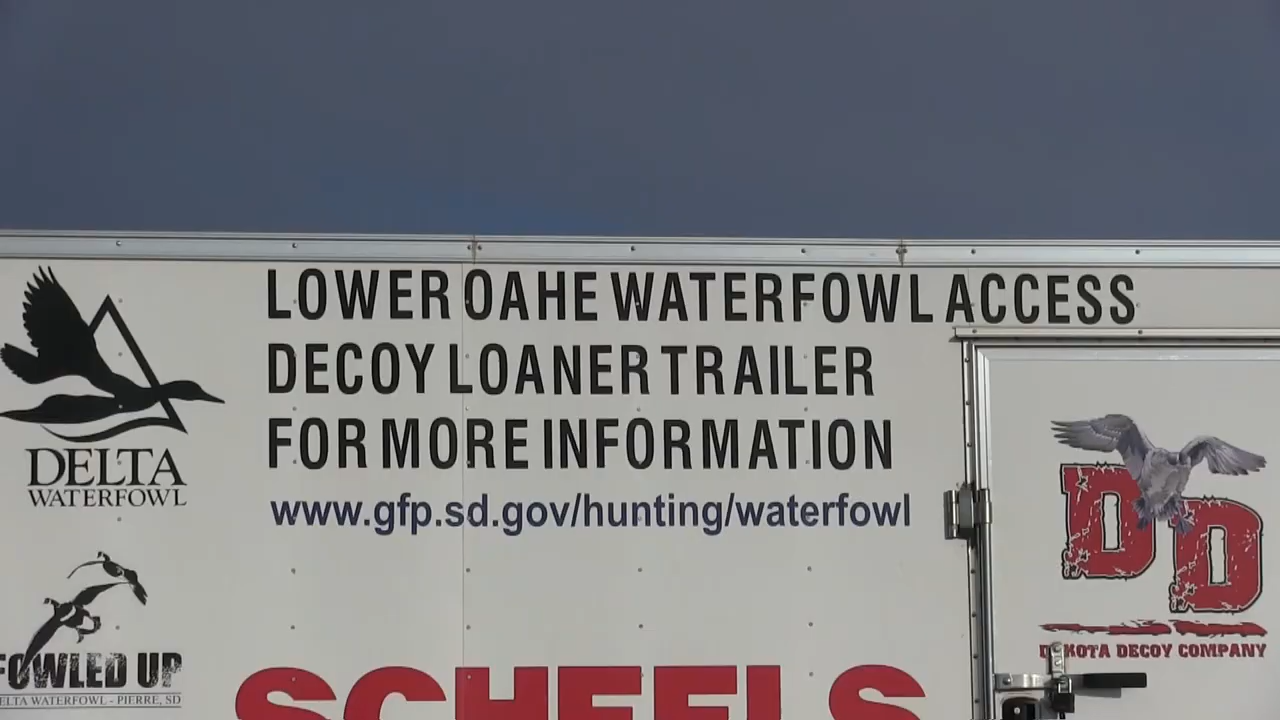 LOWER OAHE WATERFOWL ACCESS
DECOY LOANER TRAILER
FOR MORE INFORMATION
www.gfp.sd.gov/hunting/waterfowl
DELTA
WATERFOWL
FOWLED UP
DELTA WATERFOWL - PIERRE, SD
SCHEELS
DD
DAKOTA DECOY COMPANY